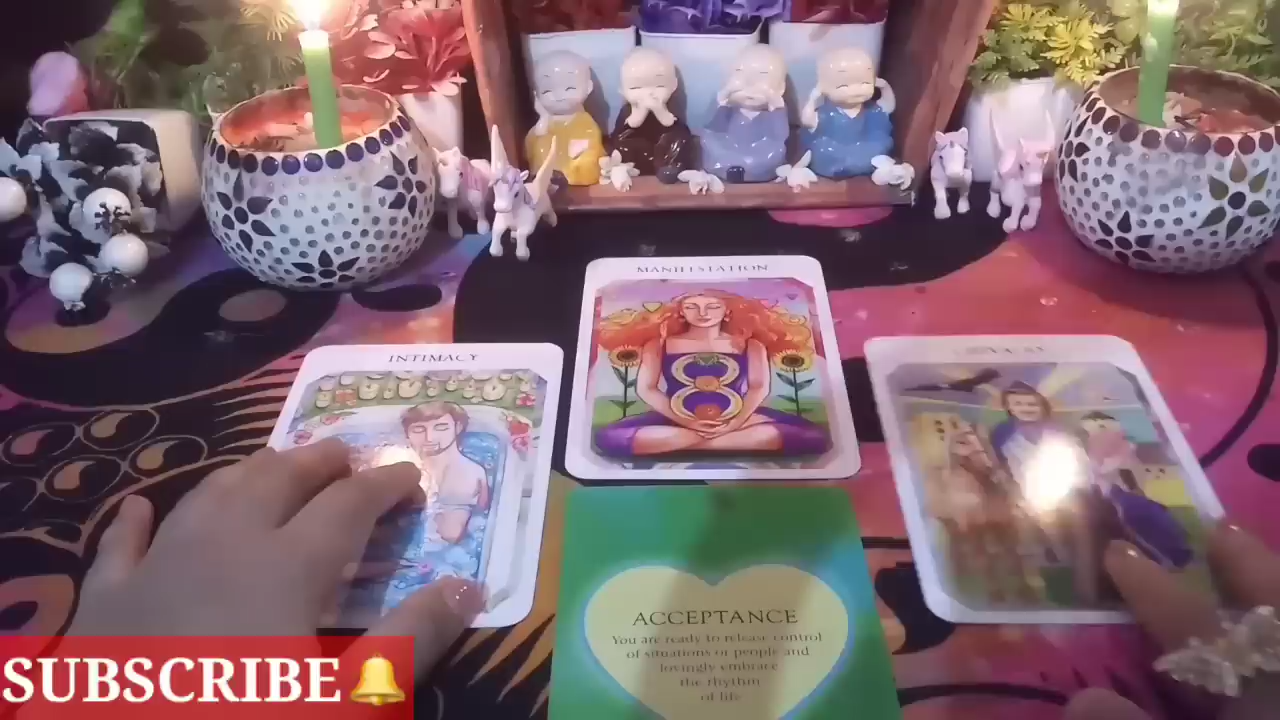 MANIFESTATION
INTIMACY
ACCEPTANCE
You are ready to release control
of situations or people and
lovingly embrace
the rhythm
of life
SUBSCRIBE🔔